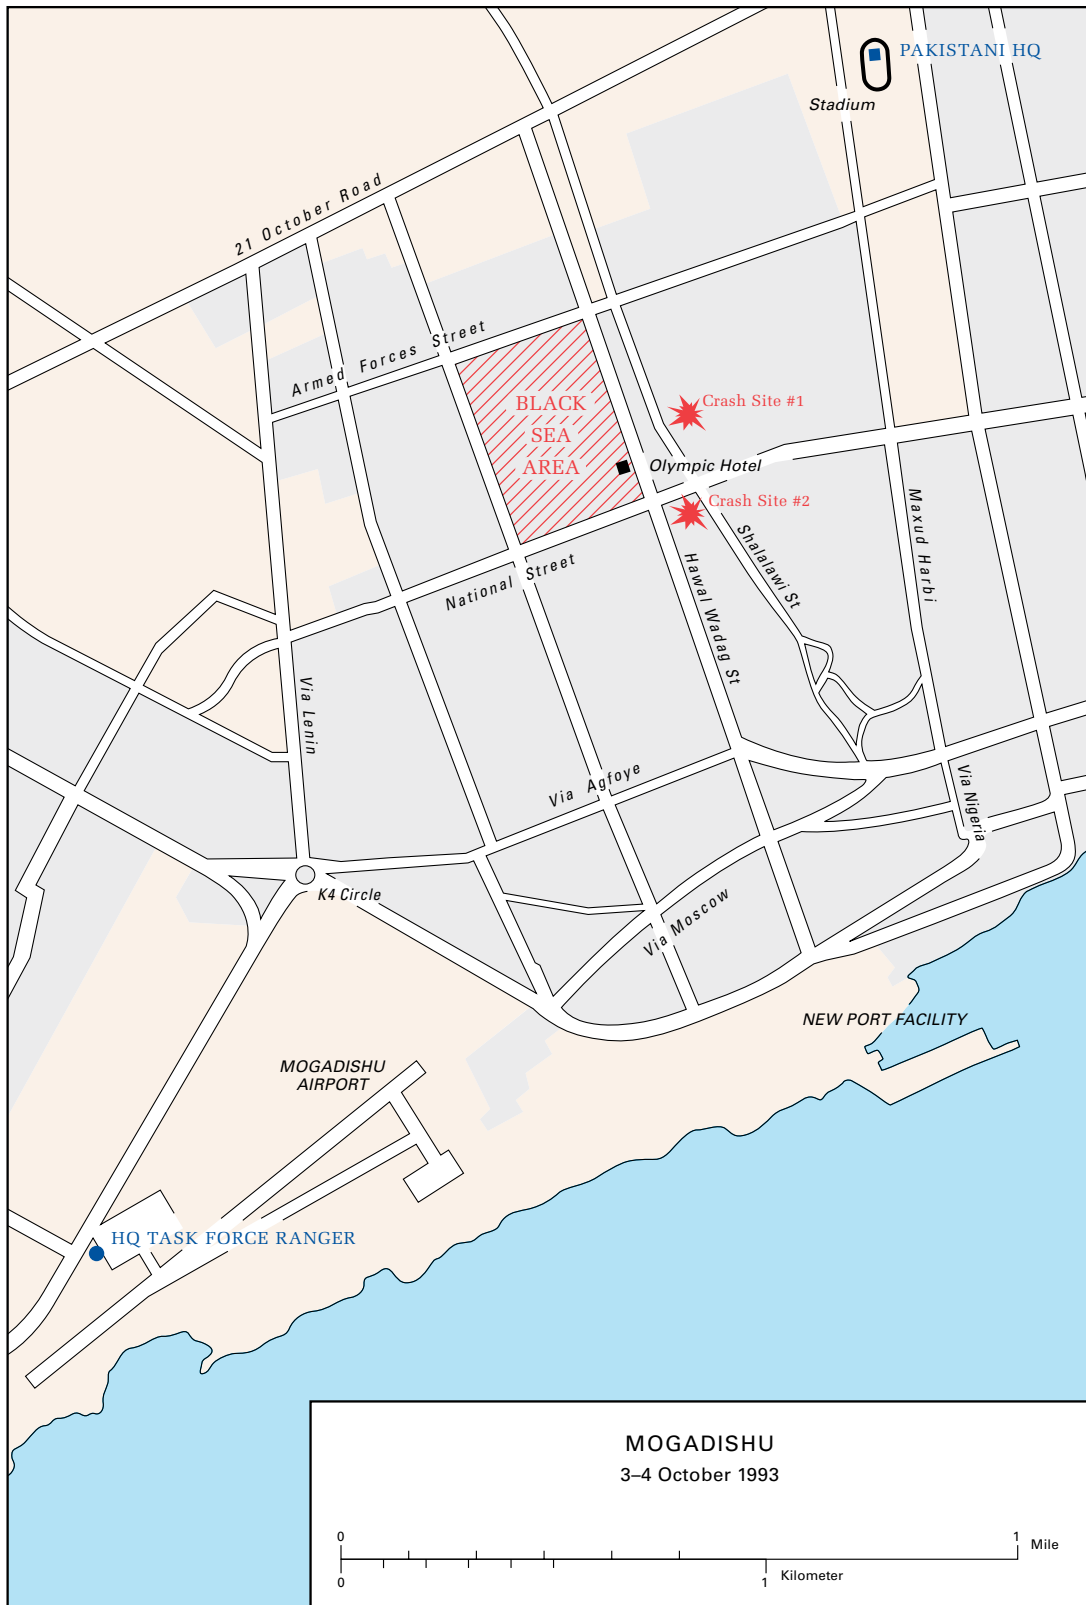 PAKISTANI HQ
Stadium
21 October Road
Armed Forces Street
BLACK
SEA
AREA
Crash Site #1
Olympic Hotel
Crash Site #2
National Street
Shalalawi St
Maxud Harbi
Hawal Wadag St
Via Lenin
Via Agfoye
Via Nigeria
K4 Circle
Via Moscow
NEW PORT FACILITY
MOGADISHU
AIRPORT
HQ TASK FORCE RANGER
MOGADISHU
3–4 October 1993
0
1
Mile
0
1
Kilometer